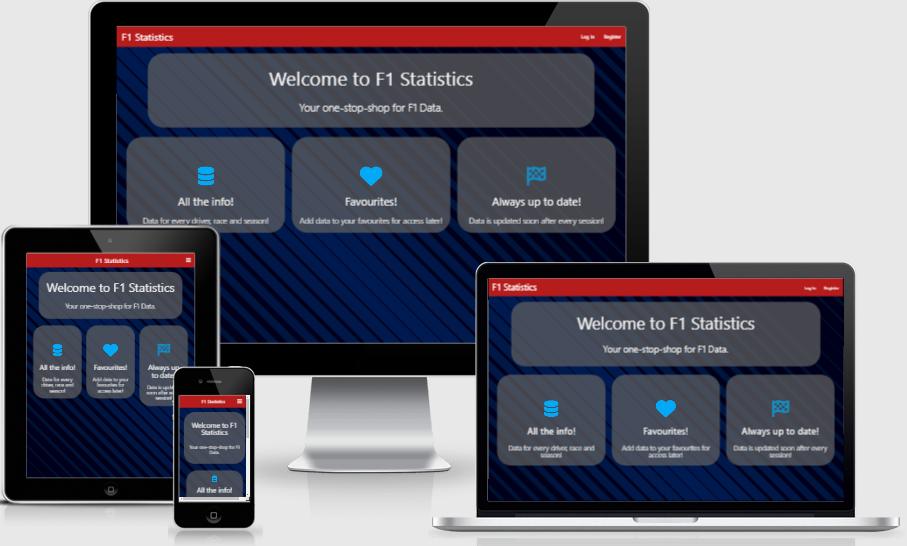 F1 Statistics
Log in Register
Welcome to F1 Statistics
Your one-stop-shop for F1 Data.
All the info!
Data for every driver, race and season!
Favourites!
Add data to your favourites for access later!
Always up to date!
Data is updated soon after every session!
F1 Statistics
Welcome to F1 Statistics
Your one-stop-shop for F1 Data.
All the info!
Data for every
driver, race and
season!
Favourites!
Add data to your
favourites for
access later!
Always up
to date!
Data is
soon after
F1 Statistics
Welcome to F1
Statistics
Your one-stop-shop for F1
Data.
All the info!
F1 Statistics
Log in Register
Welcome to F1 Statistics
Your one-stop-shop for F1 Data.
All the info!
Data for every driver, race and
season!
Favourites!
Add data to your favourites for
access later!
Always up to date!
Data is updated soon after every
session!